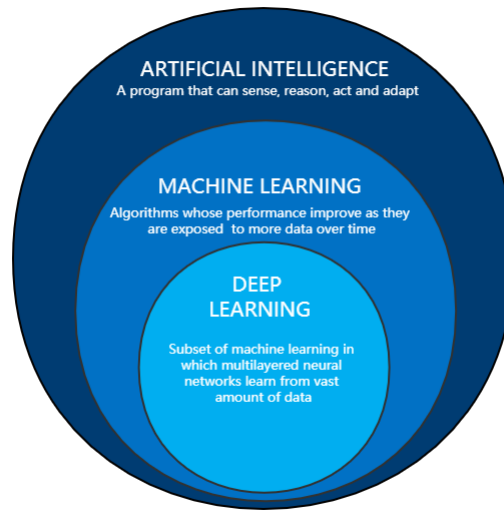 ARTIFICIAL INTELLIGENCE
A program that can sense, reason, act and adapt
MACHINE LEARNING
Algorithms whose performance improve as they
are exposed to more data over time
DEEP
LEARNING
Subset of machine learning in
which multilayered neural
networks learn from vast
amount of data